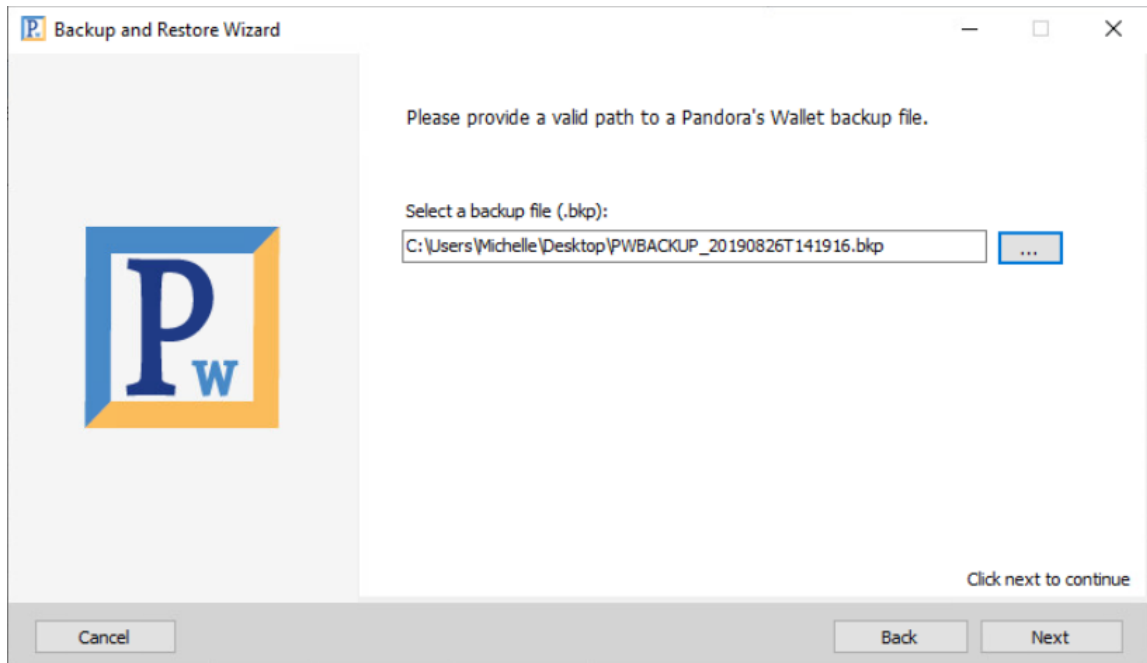 Pw
Backup and Restore Wizard
Please provide a valid path to a Pandora's Wallet backup file.
Select a backup file (.bkp):
C:\Users\Michelle\Desktop\PWBACKUP_20190826T141916.bkp
...
Pw
Click next to continue
Cancel
Back
Next